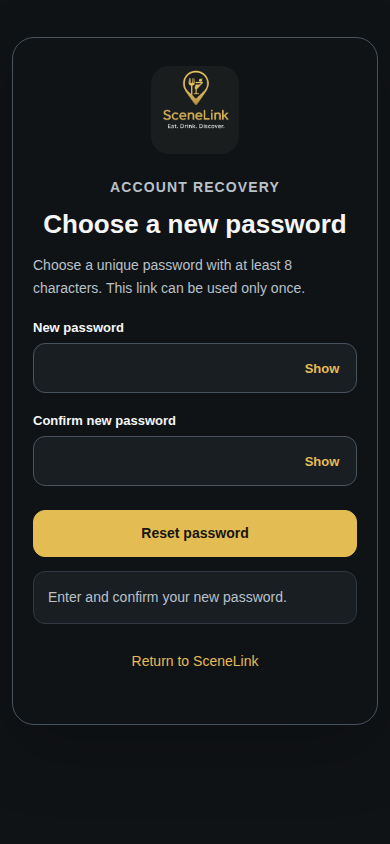 SceneLink
Eat. Drink. Discover.
ACCOUNT RECOVERY
Choose a new password
Choose a unique password with at least 8
characters. This link can be used only once.
New password
Show
Confirm new password
Show
Reset password
Enter and confirm your new password.
Return to SceneLink